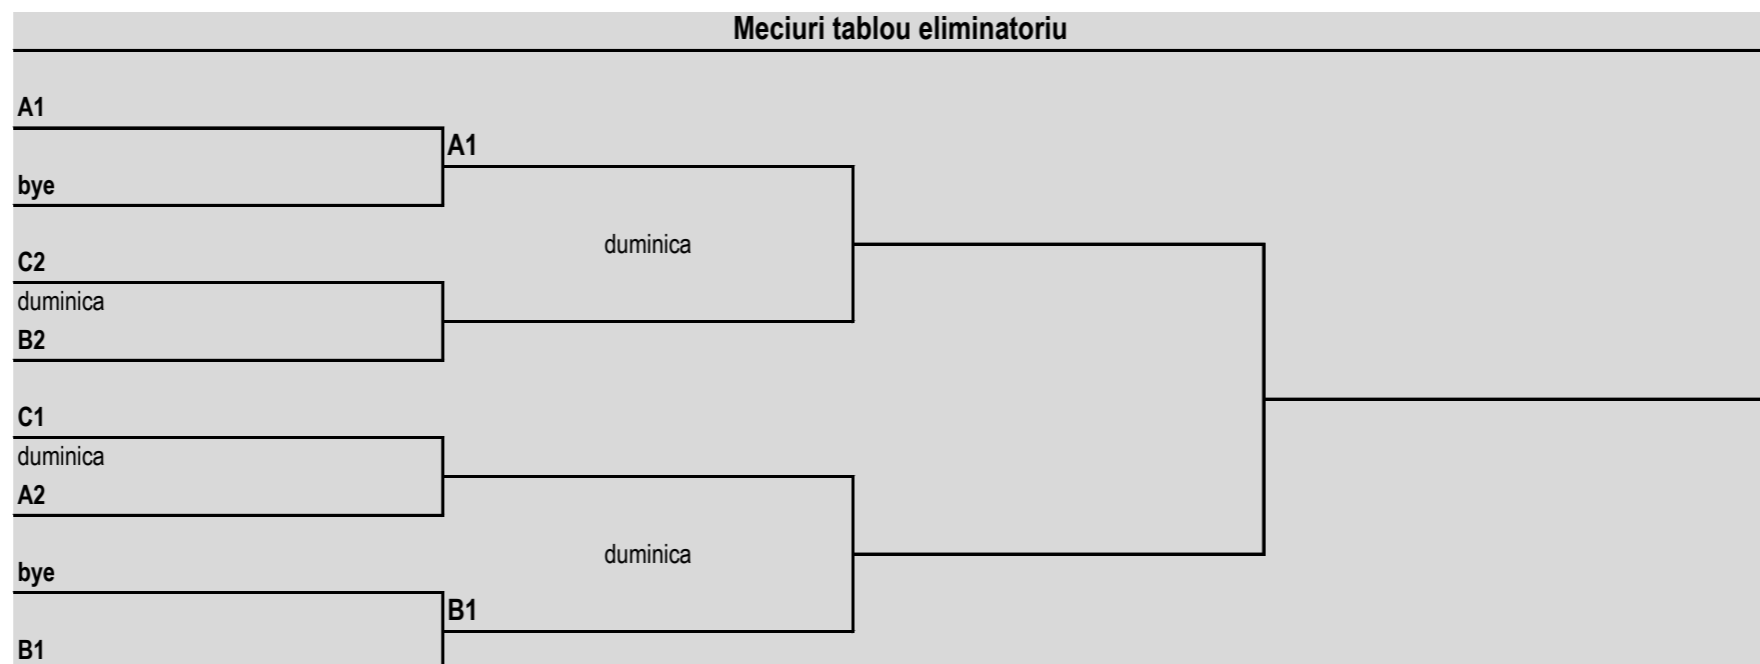 Meciuri tablou eliminatoriu
A1
A1
bye
duminica
C2
duminica
B2
C1
duminica
A2
duminica
bye
B1
B1